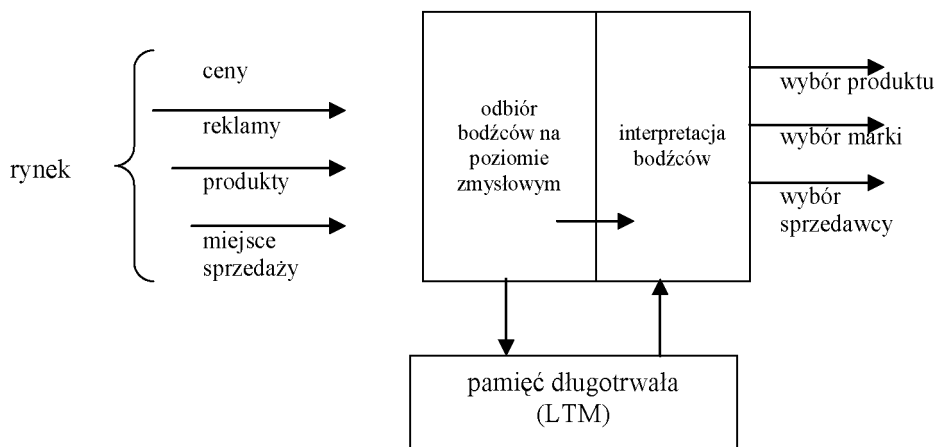 rynek
ceny
reklamy
produkty
miejsce
sprzedaży
odbiór
bodźców na
poziomie
zmysłowym
interpretacja
bodźców
wybór produktu
wybór marki
wybór
sprzedawcy
pamięć długotrwała
(LTM)